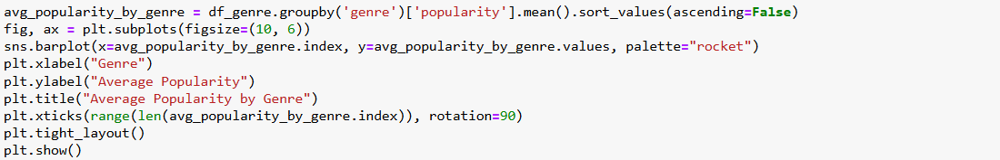 avg_popularity_by_genre = df_genre.groupby('genre')['popularity'].mean().sort_values(ascending=False)
fig, ax = plt.subplots(figsize=(10, 6))
sns.barplot(x=avg_popularity_by_genre.index, y=avg_popularity_by_genre.values, palette="rocket")
plt.xlabel("Genre")
plt.ylabel("Average Popularity")
plt.title("Average Popularity by Genre")
plt.xticks(range(len(avg_popularity_by_genre.index)), rotation=90)
plt.tight_layout()
plt.show()